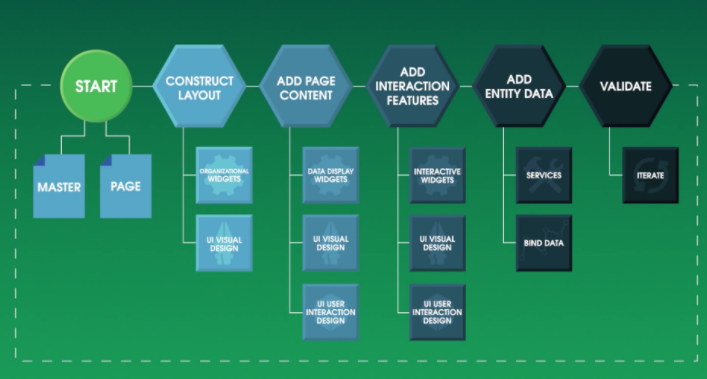 START
CONSTRUCT
LAYOUT
ADD PAGE
CONTENT
ADD
INTERACTION
FEATURES
ADD
ENTITY DATA
VALIDATE
MASTER
PAGE
ORGANIZATIONAL
WIDGETS
UI VISUAL
DESIGN
DATA DISPLAY
WIDGETS
UI VISUAL
DESIGN
UI USER
INTERACTION
DESIGN
INTERACTIVE
WIDGETS
UI VISUAL
DESIGN
UI USER
INTERACTION
DESIGN
SERVICES
BIND DATA
ITERATE